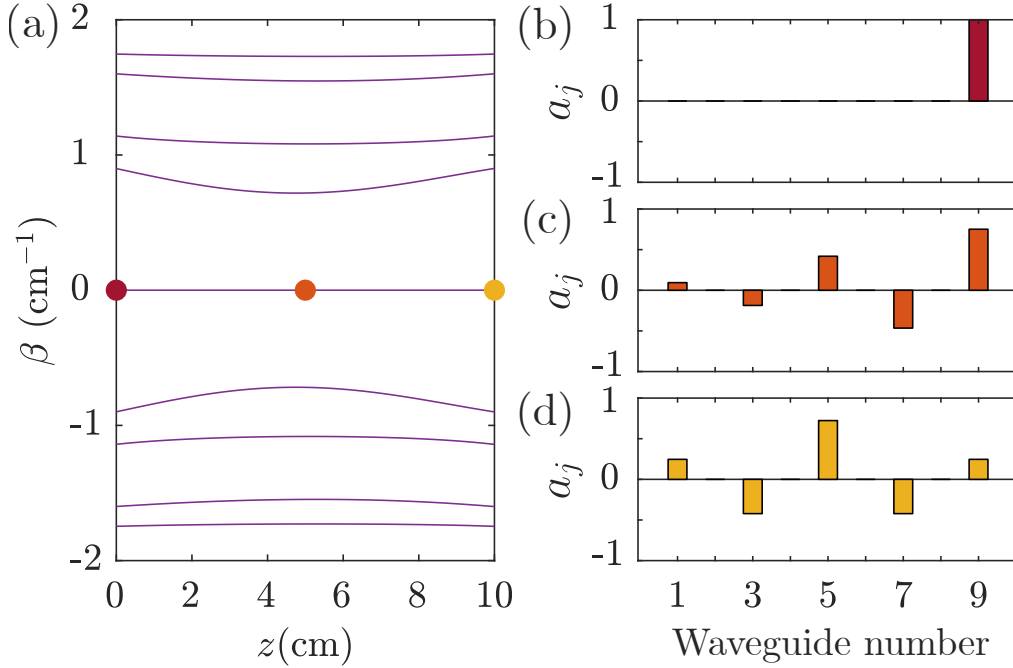 (a)
2
1
0
-1
-2
β (cm⁻¹)
0 2 4 6 8 10
z(cm)
(b)
1
0
-1
a_j
(c)
1
0
-1
a_j
(d)
1
0
-1
a_j
1 3 5 7 9
Waveguide number